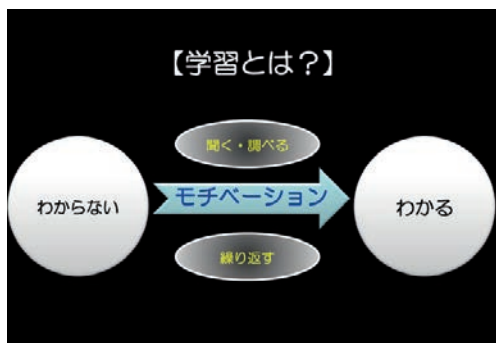 【学習とは？】
聞く・調べる
わからない
モチベーション
わかる
繰り返す